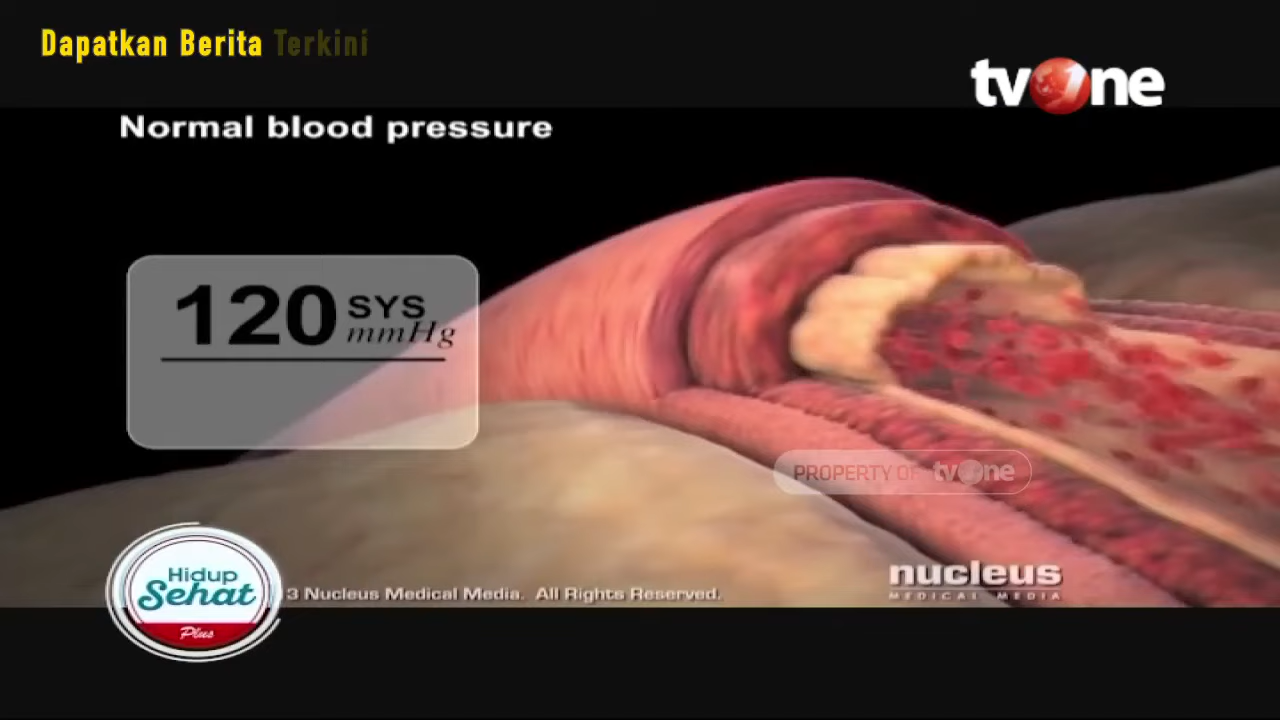 Dapatkan Berita Terkini
tvOne
Normal blood pressure
120 SYS
mmHg
PROPERTY OF tvOne
Hidup
Sehat
Plus
3 Nucleus Medical Media. All Rights Reserved.
nucleus
MEDICAL MEDIA